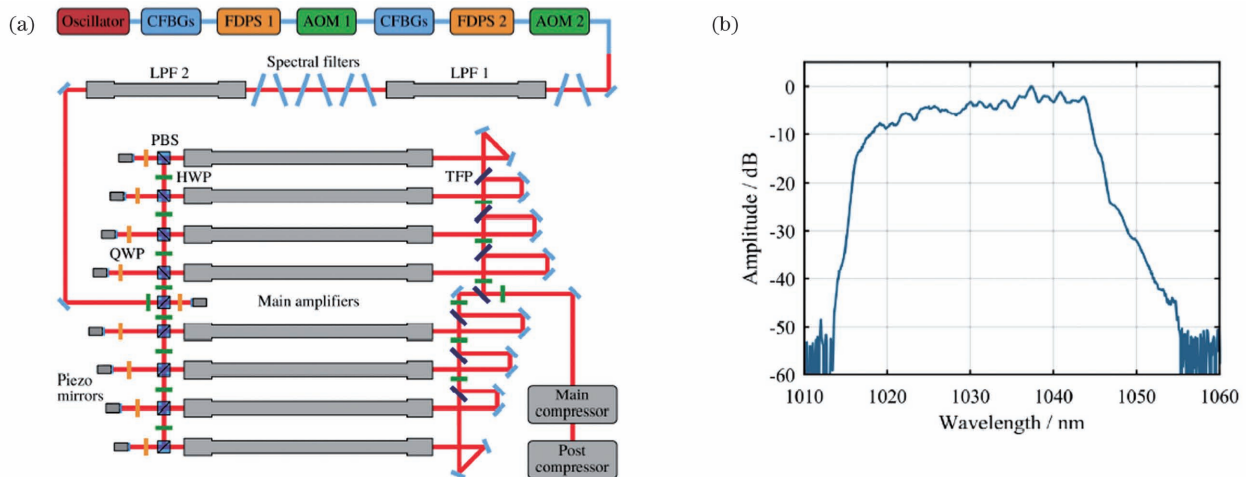 (a)
Oscillator CFBGs FDPS 1 AOM 1 CFBGs FDPS 2 AOM 2
LPF 2
Spectral filters
LPF 1
PBS
HWP
TFP
QWP
Main amplifiers
Piezo
mirrors
Main
compressor
Post
compressor
(b)
Amplitude / dB
0
-10
-20
-30
-40
-50
-60
1010 1020 1030 1040 1050 1060
Wavelength / nm